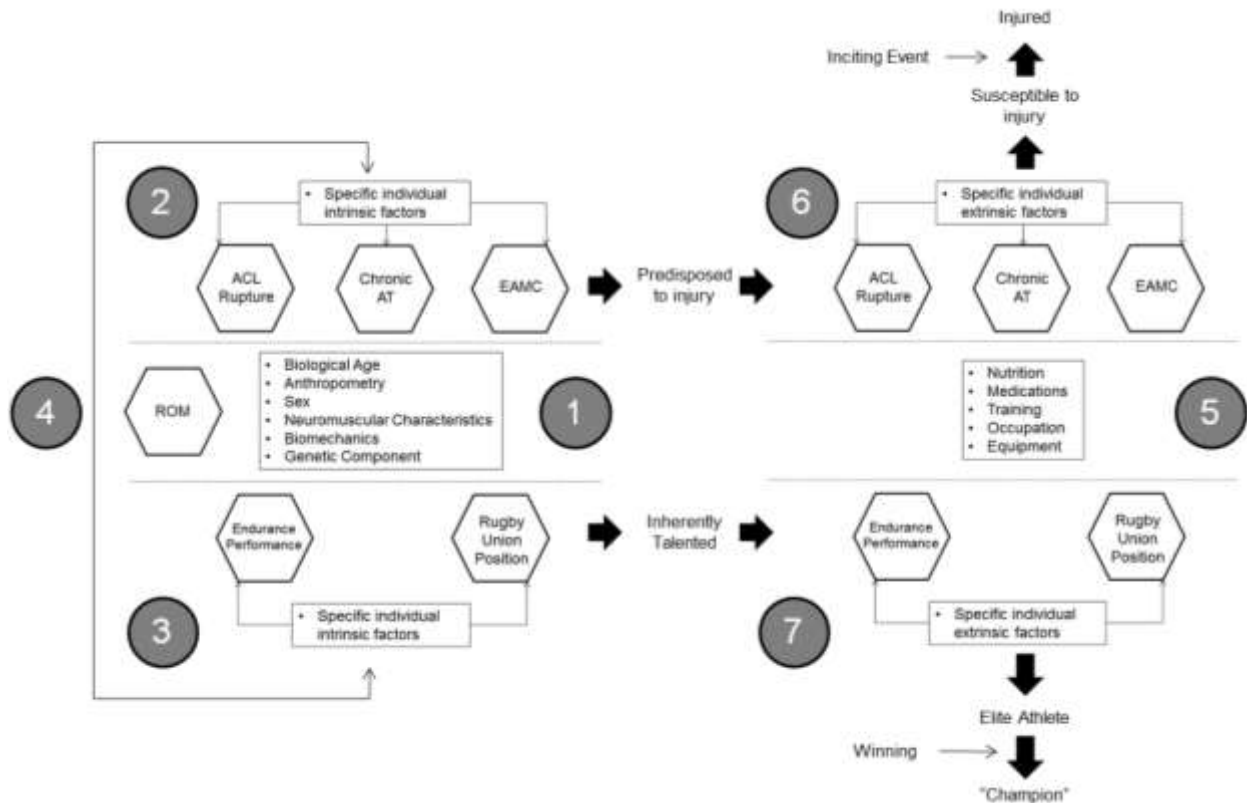 Injured
Inciting Event
Susceptible to
injury
2
• Specific individual
intrinsic factors
ACL
Rupture
Chronic
AT
EAMC
Predisposed
to injury
6
• Specific individual
extrinsic factors
ACL
Rupture
Chronic
AT
EAMC
4
ROM
• Biological Age
• Anthropometry
• Sex
• Neuromuscular Characteristics
• Biomechanics
• Genetic Component
1
• Nutrition
• Medications
• Training
• Occupation
• Equipment
5
Endurance
Performance
Rugby
Union
Position
Inherently
Talented
Endurance
Performance
Rugby
Union
Position
3
• Specific individual
intrinsic factors
7
• Specific individual
extrinsic factors
Elite Athlete
Winning
"Champion"